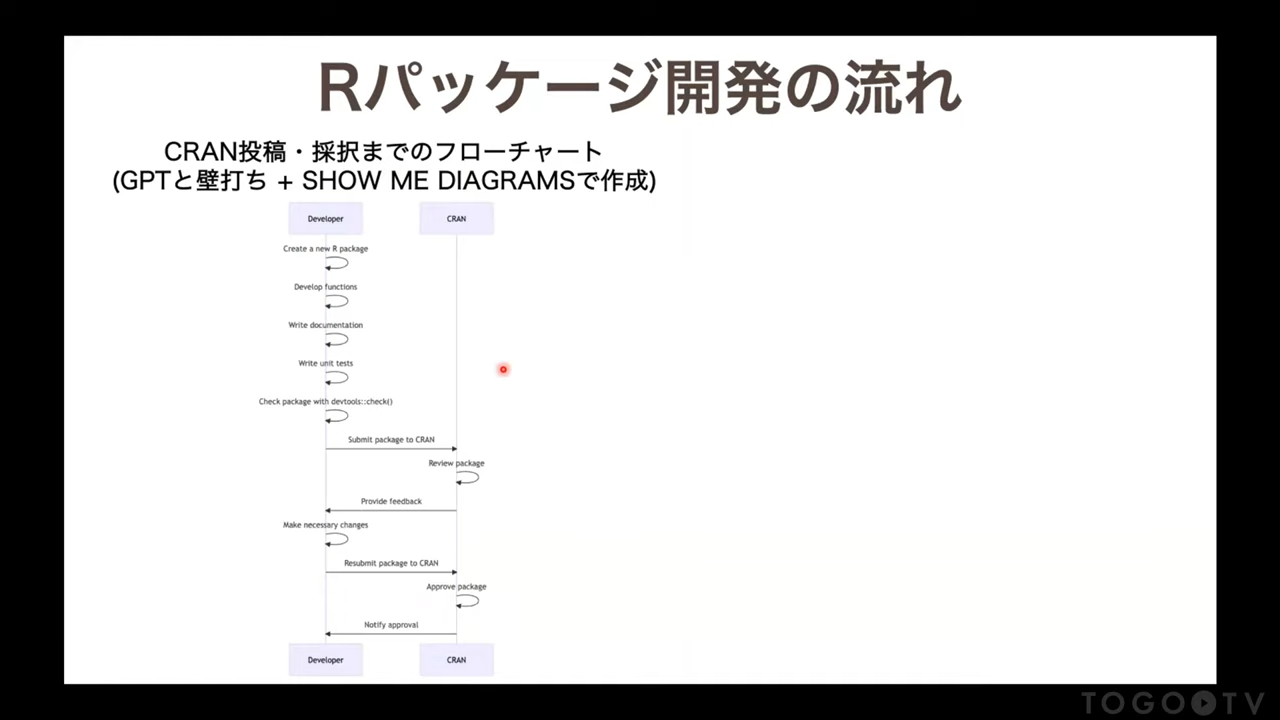 Rパッケージ開発の流れ
CRAN投稿・採択までのフローチャート
(GPTと壁打ち + SHOW ME DIAGRAMSで作成)
Developer
CRAN
Create a new R package
Develop functions
Write documentation
Write unit tests
Check package with devtools::check()
Submit package to CRAN
Review package
Provide feedback
Make necessary changes
Resubmit package to CRAN
Approve package
Notify approval
Developer
CRAN
TOGO TV